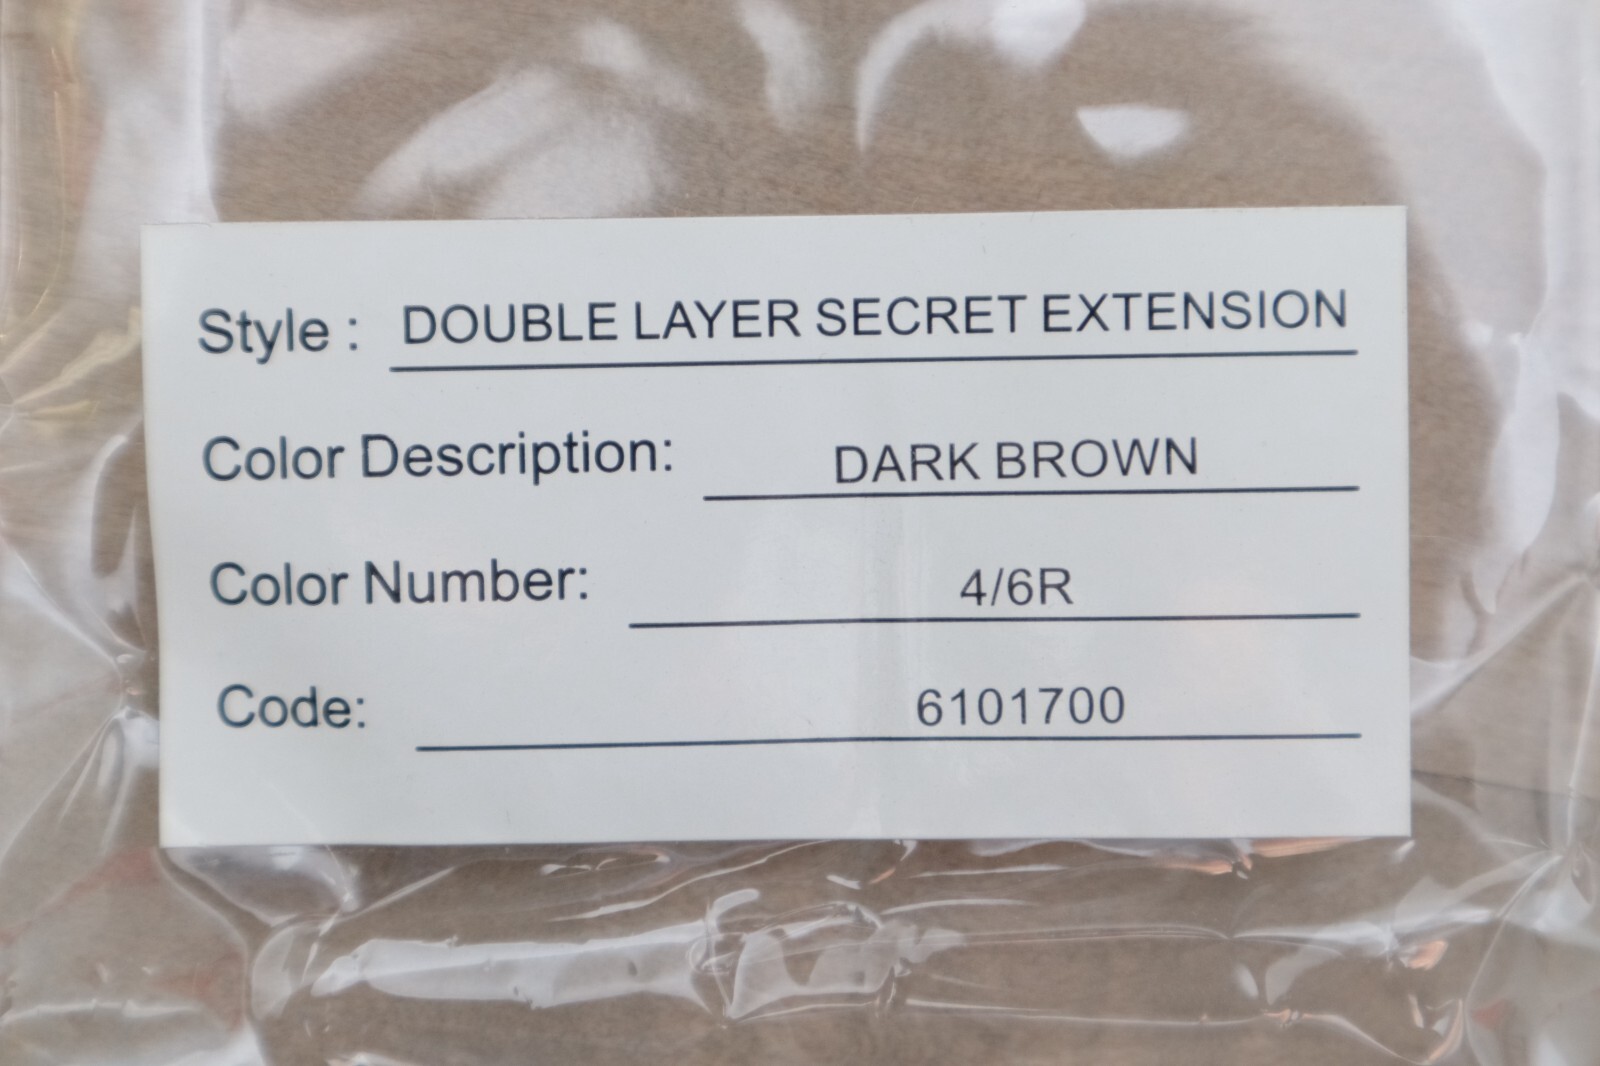 Style : DOUBLE LAYER SECRET EXTENSION
Color Description: DARK BROWN
Color Number: 4/6R
Code: 6101700